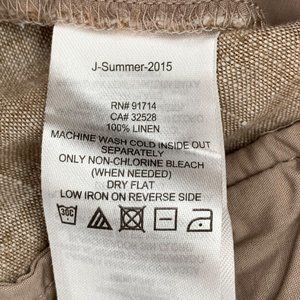 J-Summer-2015
RN# 91714
CA# 32528
100% LINEN
MACHINE WASH COLD INSIDE OUT
SEPARATELY
ONLY NON-CHLORINE BLEACH
(WHEN NEEDED)
DRY FLAT
LOW IRON ON REVERSE SIDE
30C